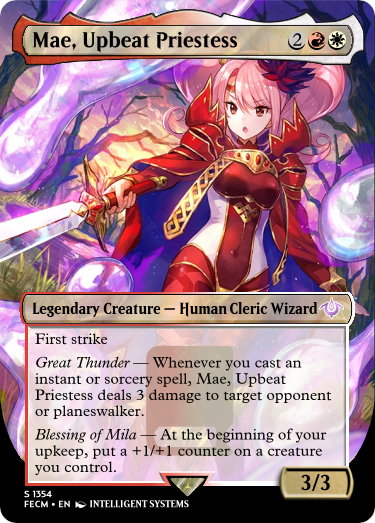 Mae, Upbeat Priestess 2
Legendary Creature — Human Cleric Wizard
First strike
Great Thunder — Whenever you cast an
instant or sorcery spell, Mae, Upbeat
Priestess deals 3 damage to target opponent
or planeswalker.
Blessing of Mila — At the beginning of your
upkeep, put a +1/+1 counter on a creature
you control.
3/3
S 1354
FECM • EN INTELLIGENT SYSTEMS